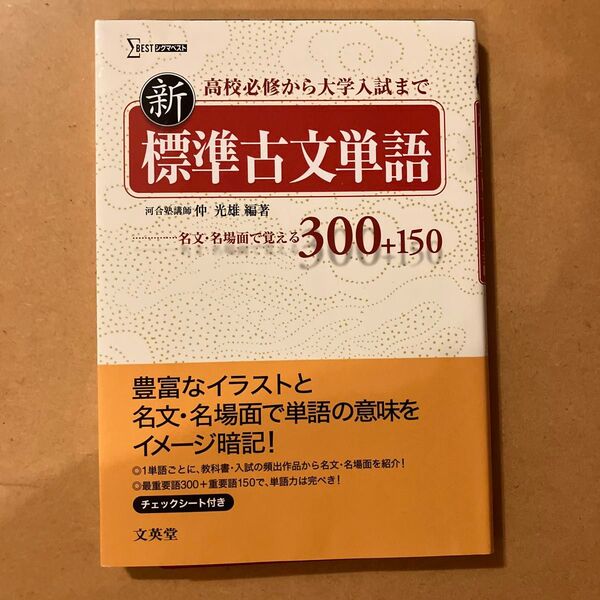 ΣBEST シグマベスト
高校必修から大学入試まで
新
標準古文単語
河合塾講師 仲 光雄 編著
名文・名場面で覚える300+150
豊富なイラストと
名文・名場面で単語の意味を
イメージ暗記!
◎1単語ごとに、教科書・入試の頻出作品から名文・名場面を紹介!
◎最重要語300+重要語150で、単語力は完ぺき!
チェックシート付き
文英堂